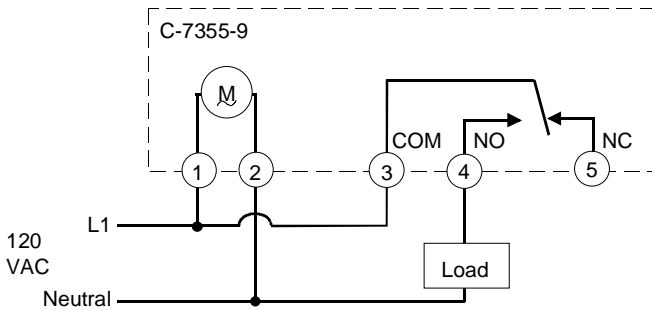 C-7355-9
M
COM
NO
NC
1
2
3
4
5
L1
120
VAC
Load
Neutral